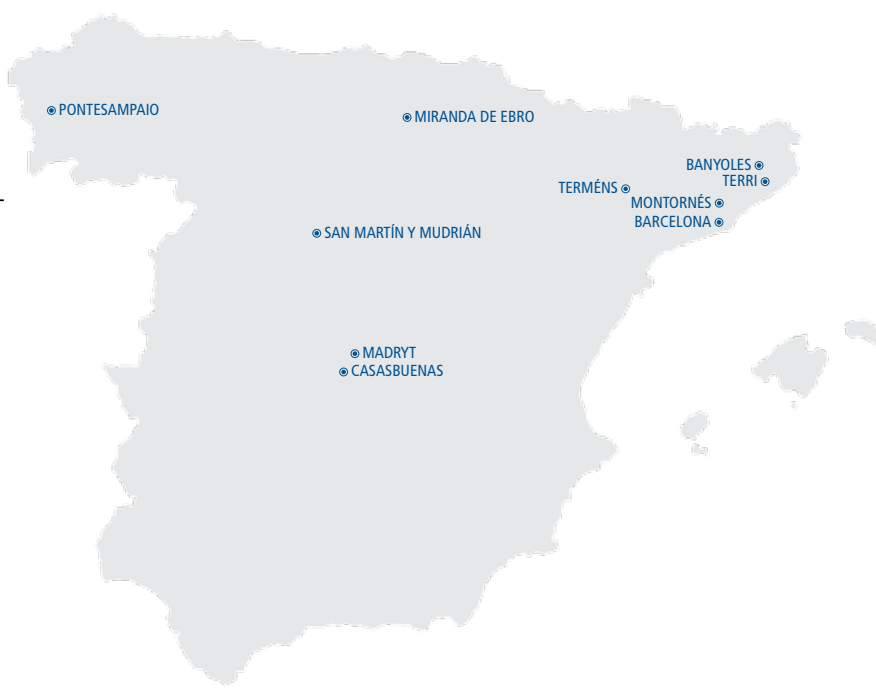 PONTESAMPAIO
MIRANDA DE EBRO
BANYOLES
TERRI
TERMÉNS
MONTORNÉS
BARCELONA
SAN MARTÍN Y MUDRIÁN
MADRYT
CASASBUENAS